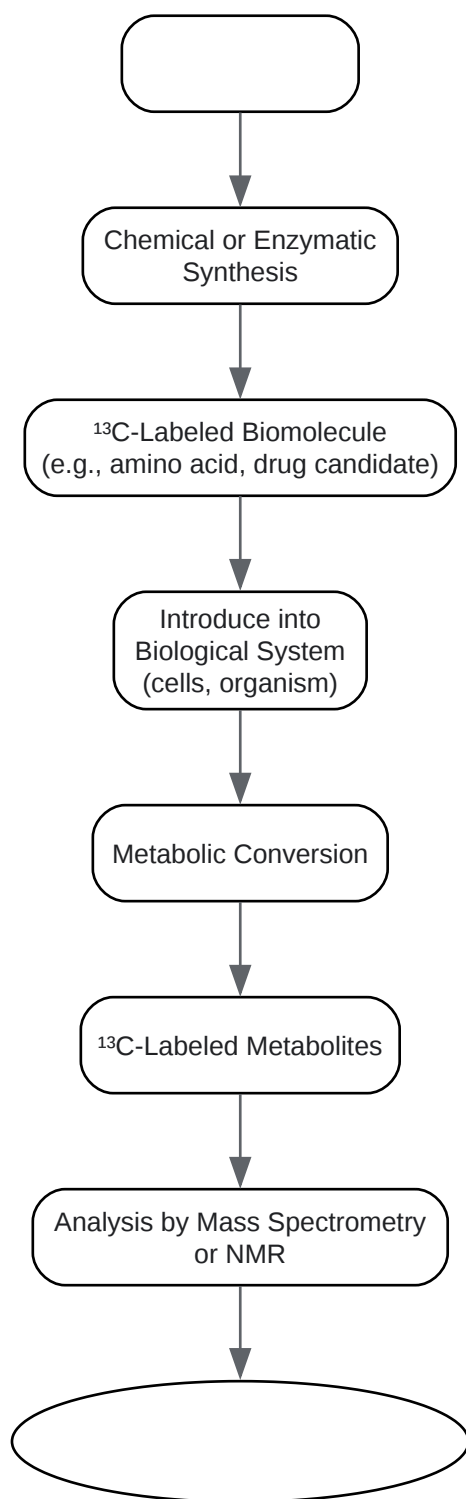 Chemical or Enzymatic
Synthesis
¹³C-Labeled Biomolecule
(e.g., amino acid, drug candidate)
Introduce into
Biological System
(cells, organism)
Metabolic Conversion
¹³C-Labeled Metabolites
Analysis by Mass Spectrometry
or NMR